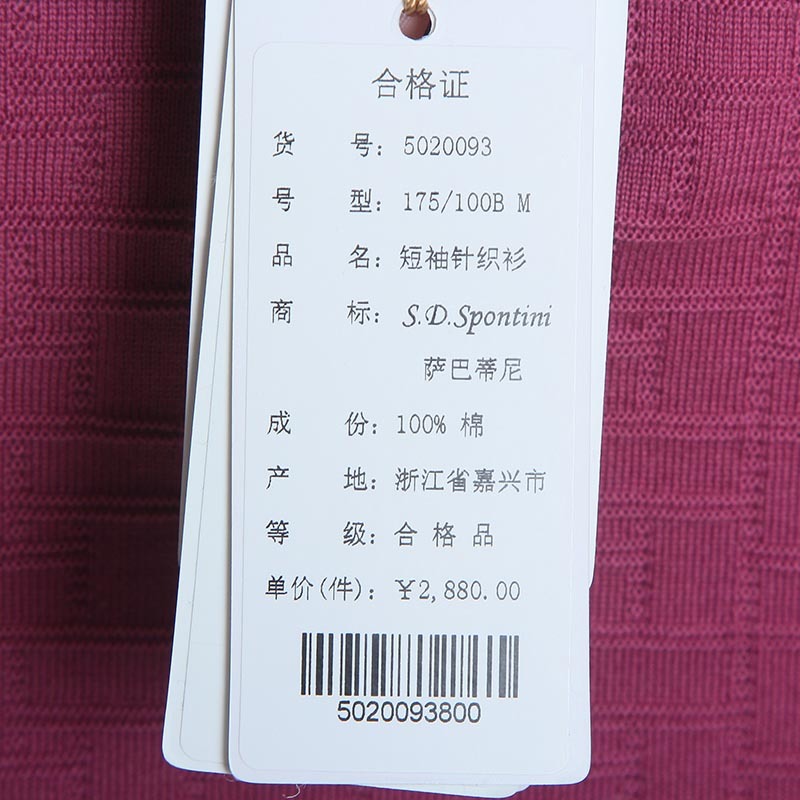 合格证
货 号: 5020093
号 型: 175/100B M
品 名: 短袖针织衫
商 标: S.D.Spontini
萨巴蒂尼
成 份: 100% 棉
产 地: 浙江省嘉兴市
等 级: 合 格 品
单价(件): ¥2,880.00
5020093800